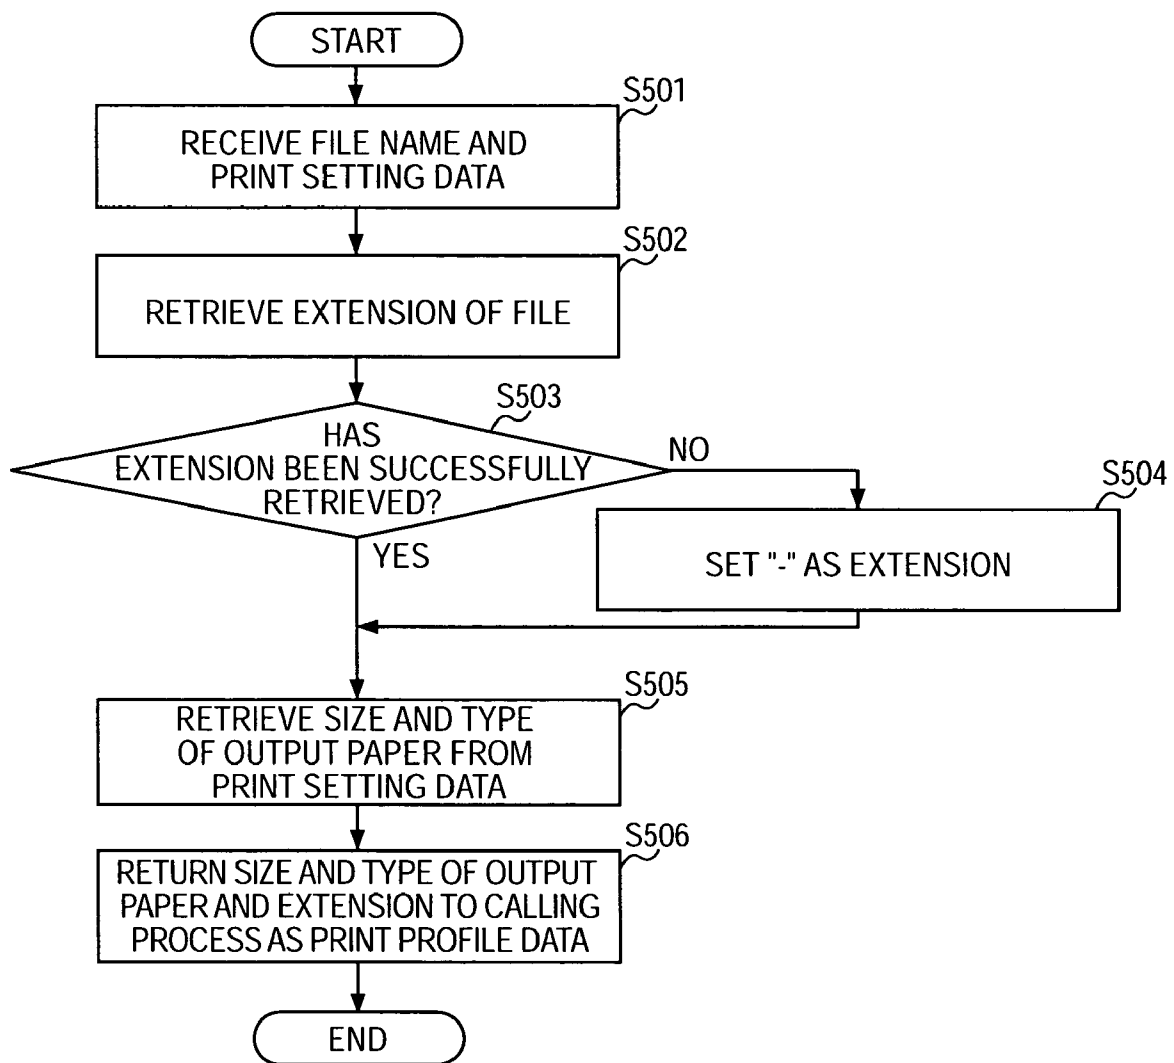 START
S501
RECEIVE FILE NAME AND
PRINT SETTING DATA
S502
RETRIEVE EXTENSION OF FILE
S503
HAS
EXTENSION BEEN SUCCESSFULLY
RETRIEVED?
NO
YES
S504
SET "-" AS EXTENSION
S505
RETRIEVE SIZE AND TYPE
OF OUTPUT PAPER FROM
PRINT SETTING DATA
S506
RETURN SIZE AND TYPE OF OUTPUT
PAPER AND EXTENSION TO CALLING
PROCESS AS PRINT PROFILE DATA
END